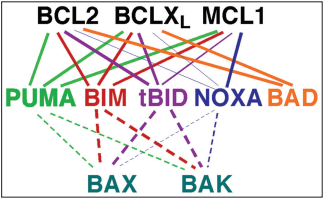 BCL2 BCLXL MCL1
PUMA BIM tBID NOXA BAD
BAX BAK